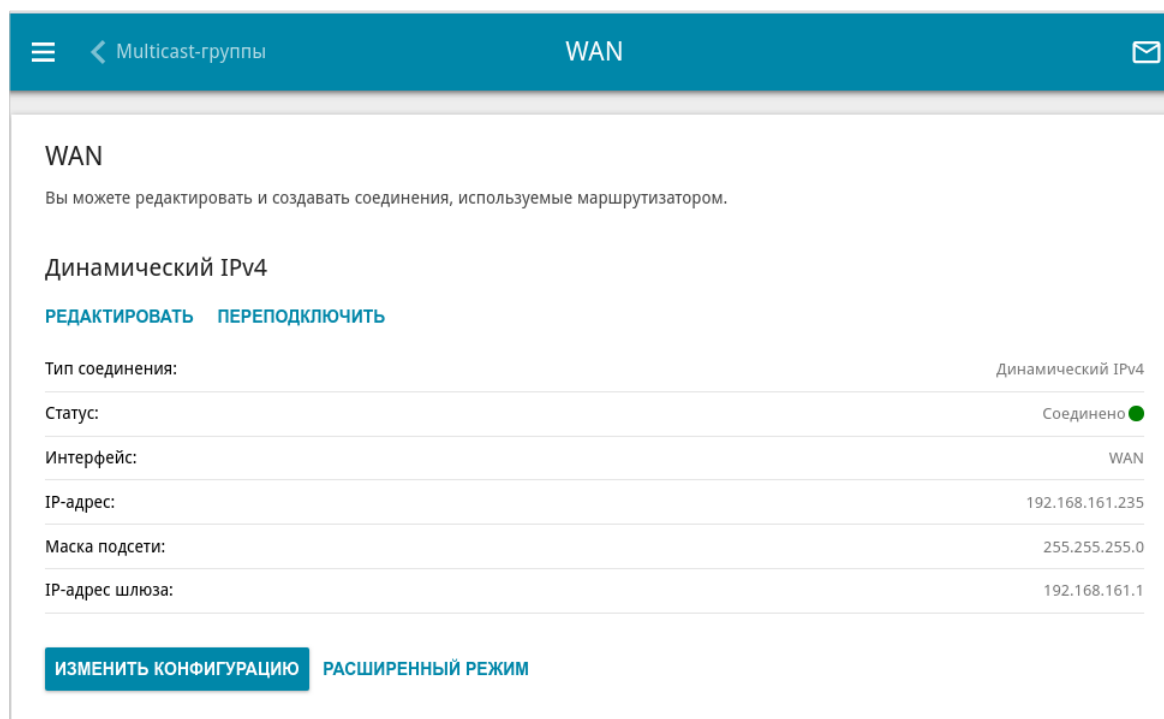 Multicast-группы
WAN
WAN
Вы можете редактировать и создавать соединения, используемые маршрутизатором.
Динамический IPv4
РЕДАКТИРОВАТЬ ПЕРЕПОДКЛЮЧИТЬ
Тип соединения: Динамический IPv4
Статус: Соединено
Интерфейс: WAN
IP-адрес: 192.168.161.235
Маска подсети: 255.255.255.0
IP-адрес шлюза: 192.168.161.1
ИЗМЕНИТЬ КОНФИГУРАЦИЮ РАСШИРЕННЫЙ РЕЖИМ